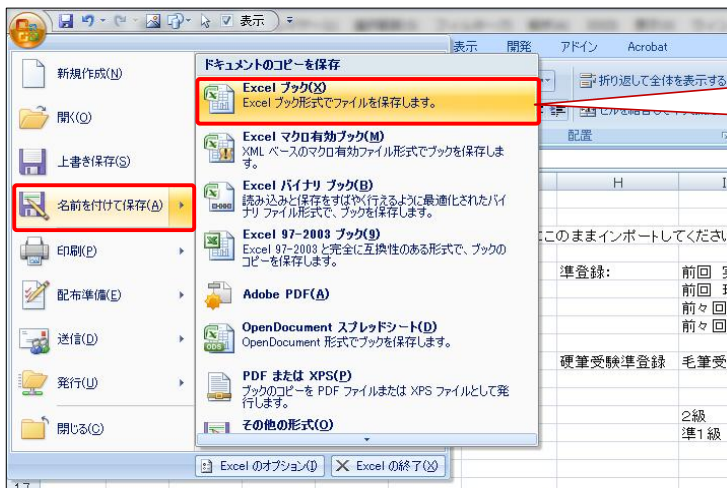 表示
表示 開発 アドイン Acrobat
新規作成(N)
開く(O)
上書き保存(S)
名前を付けて保存(A)
印刷(P)
配布準備(E)
送信(D)
発行(U)
閉じる(C)
ドキュメントのコピーを保存
Excel ブック(X)
Excel ブック形式でファイルを保存します。
Excel マクロ有効ブック(M)
XML ベースのマクロ有効ファイル形式でブックを保存しま
す。
Excel バイナリ ブック(B)
読み込みと保存をすばやく行えるように最適化されたバイ
ナリ ファイル形式で、ブックを保存します。
Excel 97-2003 ブック(9)
Excel 97-2003 と完全に互換性のある形式で、ブックの
コピーを保存します。
Adobe PDF(A)
OpenDocument スプレッドシート(D)
OpenDocument 形式でブックを保存します。
PDF または XPS(P)
ブックのコピーを PDF ファイルまたは XPS ファイルとして発
行します。
その他の形式(O)
Excel のオプション(I) Excel の終了(X)
折り返して全体を表示する
配置
H
このままインポートしてください
準登録: 前回
前回
前々回
前々回
硬筆受験準登録 毛筆受
2級
準1級
17